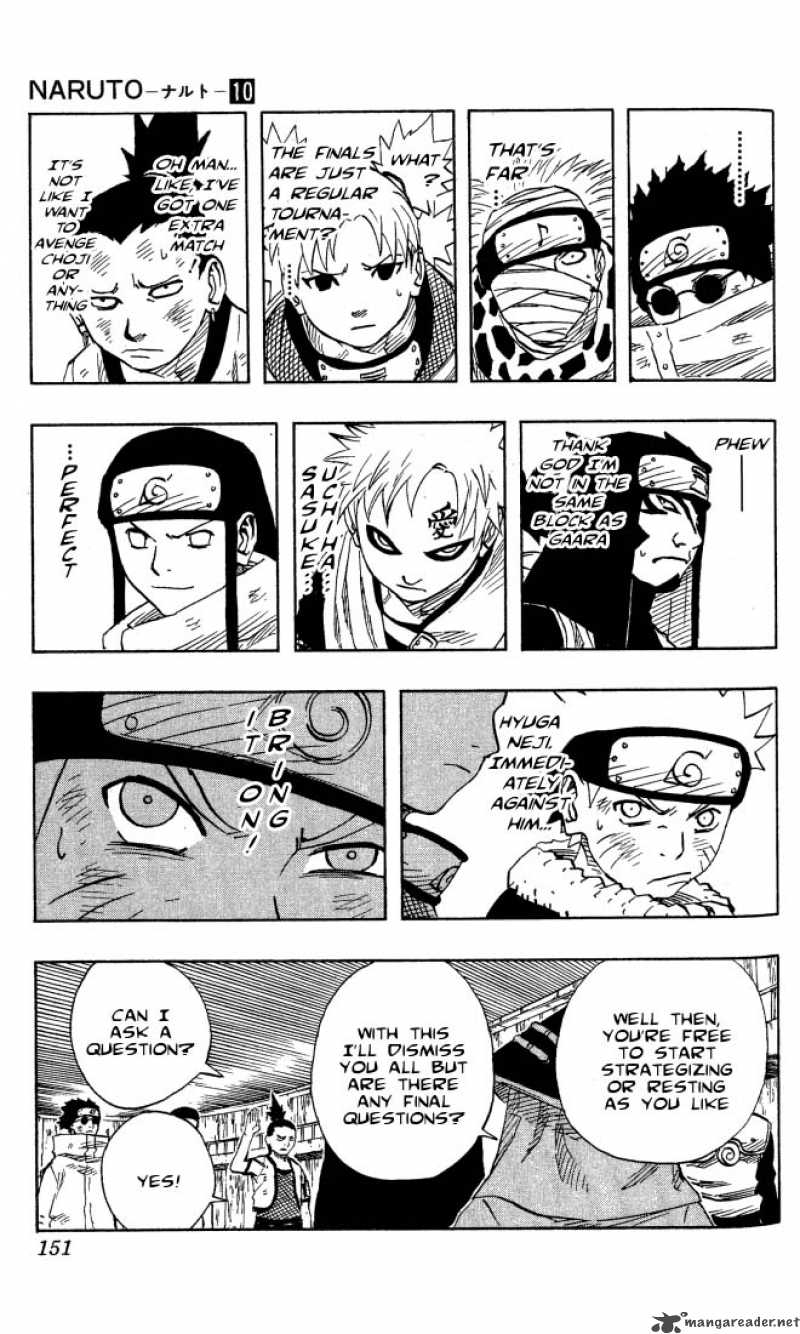 NARUTO-ナルト-10
............
THAT'S
FAR
...
WHAT
?
THE FINALS
ARE JUST
A REGULAR
TOURNA-
MENT?
......
OH MAN...
LIKE, I'VE
GOT ONE
EXTRA
MATCH
IT'S
NOT
LIKE I
WANT
TO
AVENGE
CHOJI
OR
ANY-
THING
PHEW
THANK
GOD I'M
NOT IN THE
SAME
BLOCK AS
GAARA
愛
UCHIHA...
SASUKE...
...PERFECT
HYUGA
NEJI.
IMMEDI-
ATELY
AGAINST
HIM...
BRING
IT ON!
WELL THEN,
YOU'RE FREE
TO START
STRATEGIZING
OR RESTING
AS YOU LIKE
WITH THIS
I'LL DISMISS
YOU ALL BUT
ARE THERE
ANY FINAL
QUESTIONS?
CAN I
ASK A
QUESTION?
YES!
151
mangareader.net